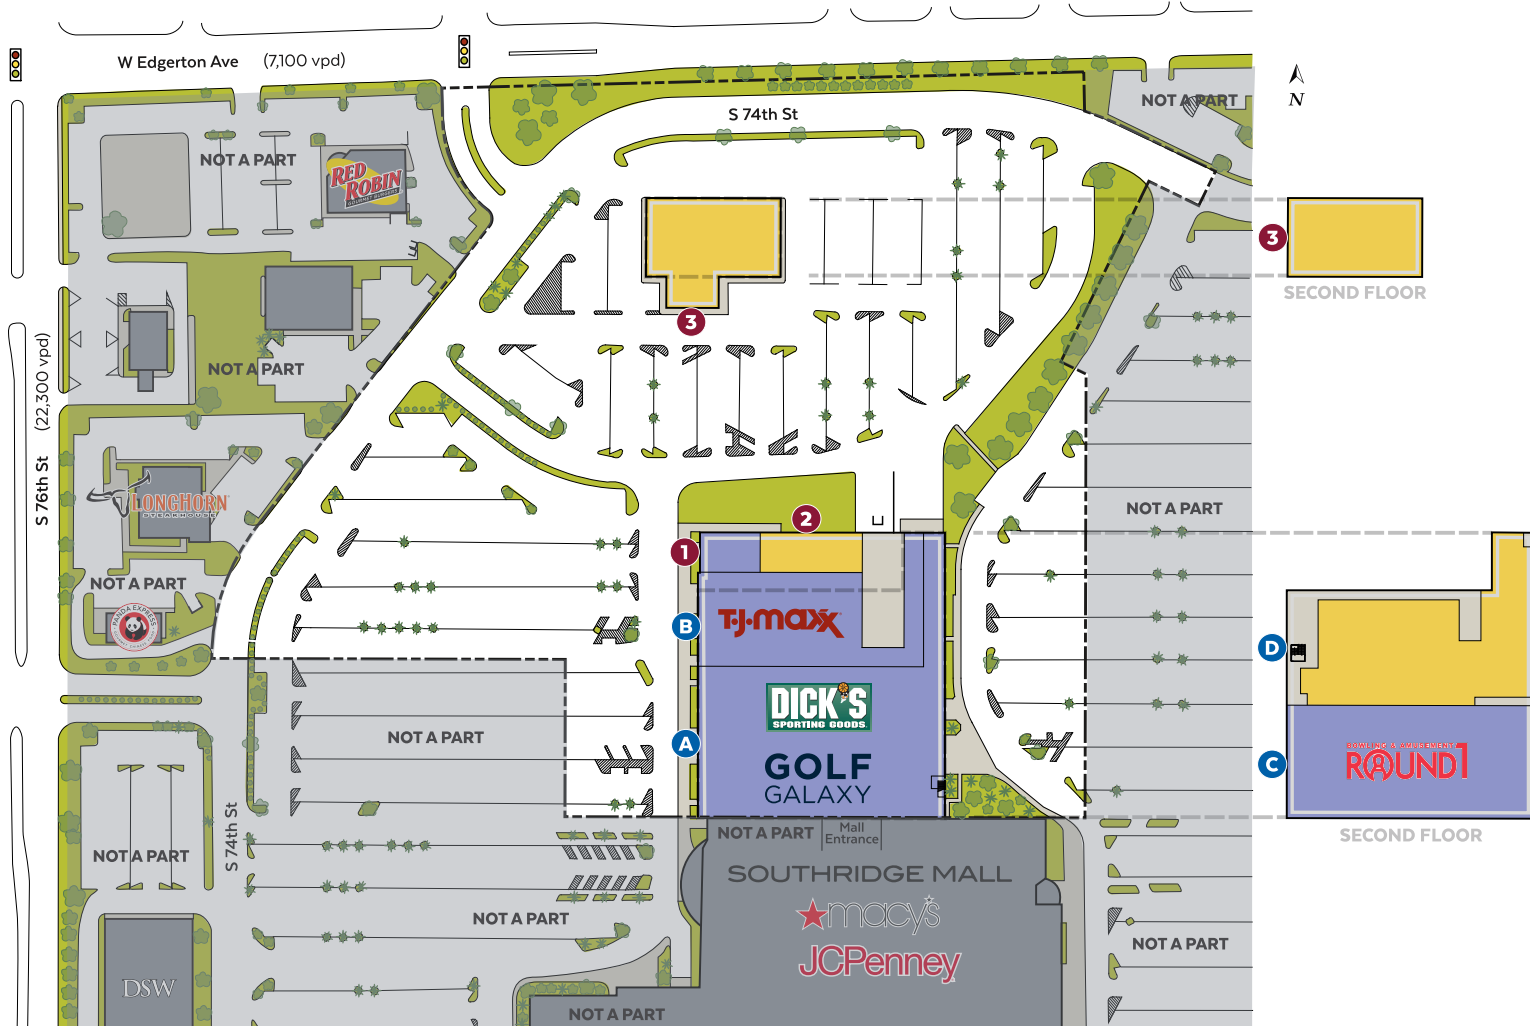 W Edgerton Ave (7,100 vpd)
N
NOT A PART
S 74th St
NOT A PART
RED
ROBIN
GOURMET BURGERS
3
SECOND FLOOR
3
S 76th St (22,300 vpd)
NOT A PART
LONGHORN
STEAKHOUSE
NOT A PART
2
1
NOT A PART
NOT A PART
PANDA EXPRESS
B
T·J·maxx
D
DICK'S
SPORTING GOODS
A
GOLF
GALAXY
NOT A PART
C
BOWLING & AMUSEMENT
ROUND1
S 74th St
NOT A PART
NOT A PART
Mall
Entrance
SECOND FLOOR
SOUTHRIDGE MALL
macy's
NOT A PART
JCPenney
NOT A PART
DSW
NOT A PART